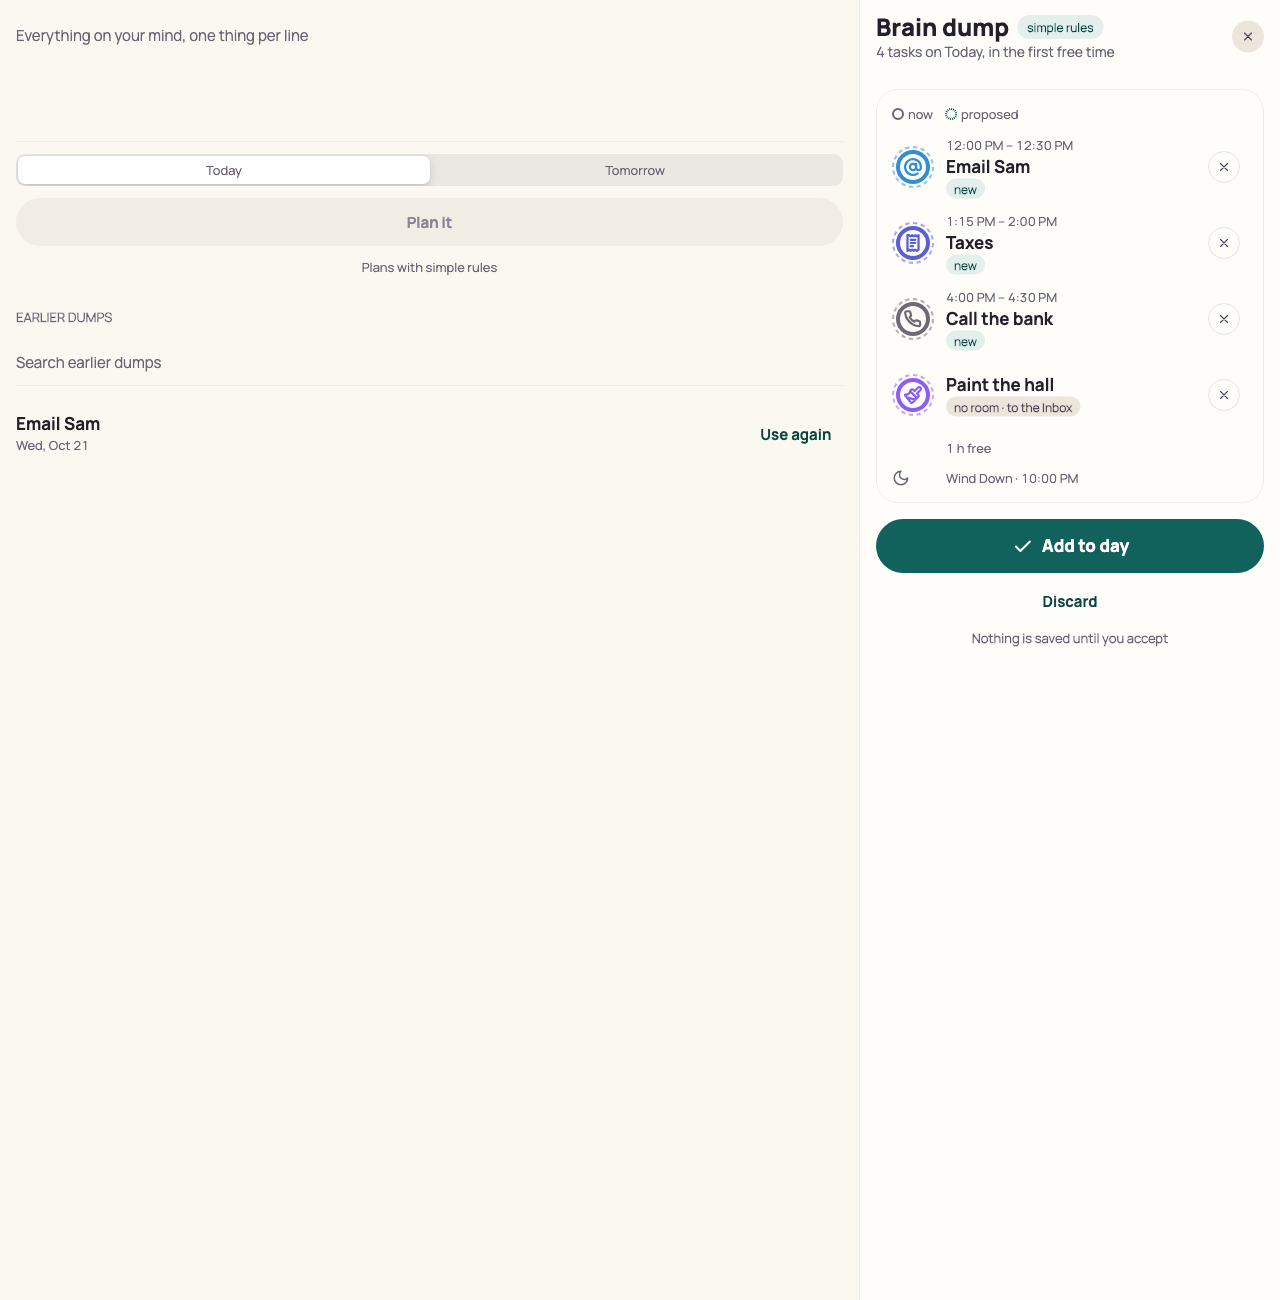 Everything on your mind, one thing per line
Today
Tomorrow
Plan it
Plans with simple rules
EARLIER DUMPS
Search earlier dumps
Email Sam
Wed, Oct 21
Use again
Brain dump
simple rules
4 tasks on Today, in the first free time
now
proposed
12:00 PM – 12:30 PM
Email Sam
new
1:15 PM – 2:00 PM
Taxes
new
4:00 PM – 4:30 PM
Call the bank
new
Paint the hall
no room · to the Inbox
1 h free
Wind Down · 10:00 PM
Add to day
Discard
Nothing is saved until you accept